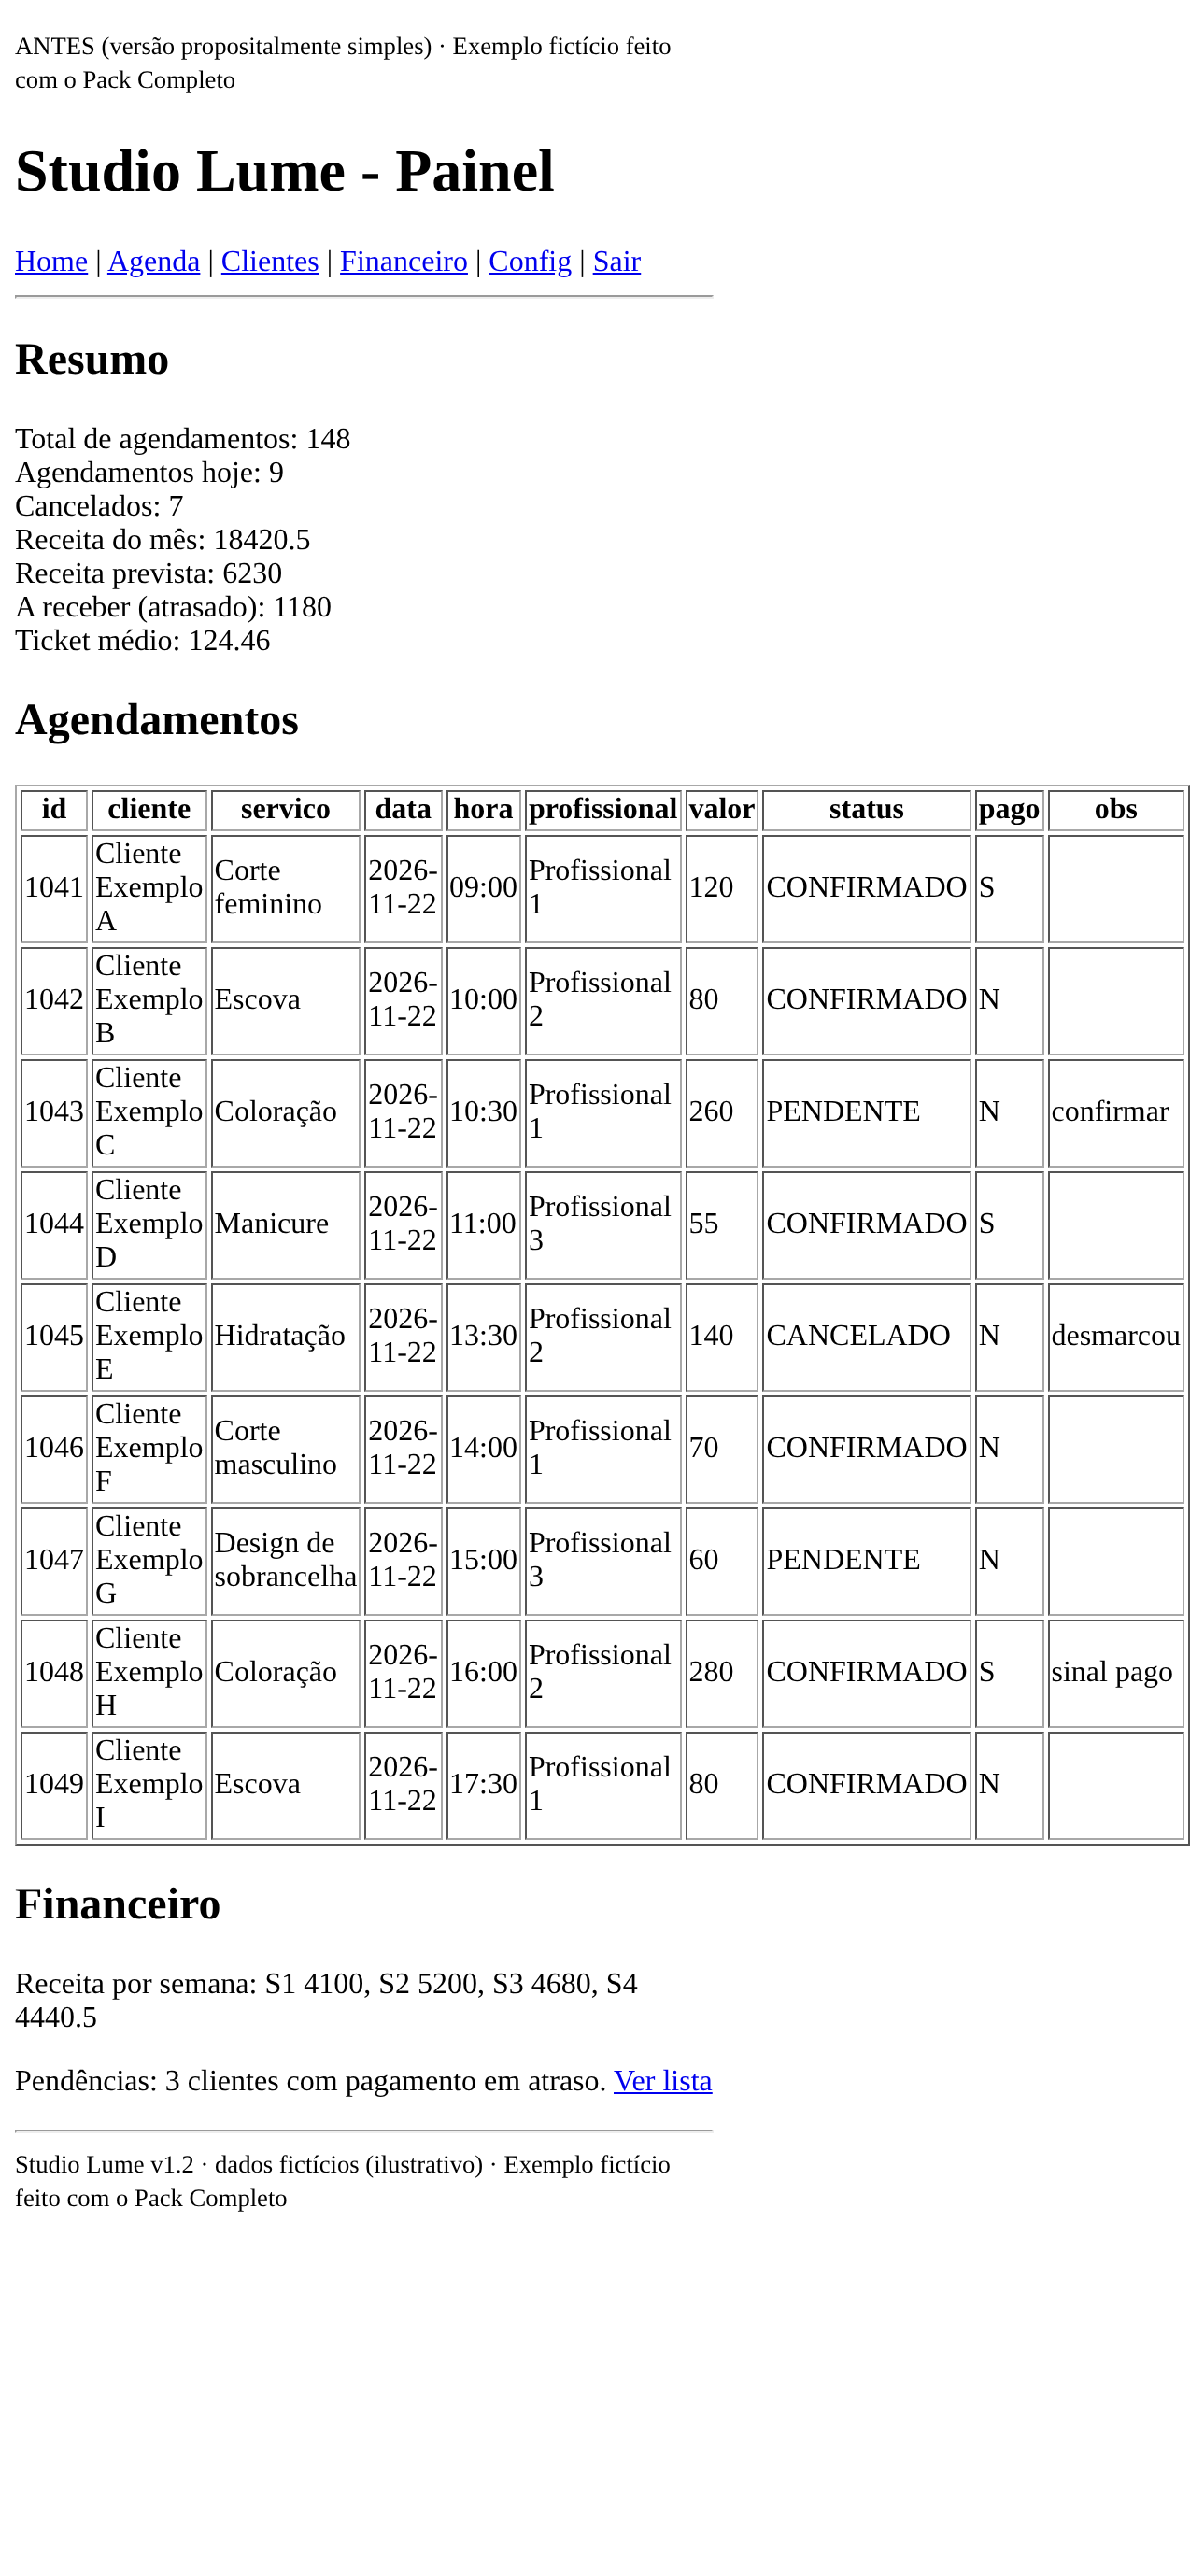 ANTES (versão propositalmente simples) · Exemplo fictício feito
com o Pack Completo
Studio Lume - Painel
Home | Agenda | Clientes | Financeiro | Config | Sair
Resumo
Total de agendamentos: 148
Agendamentos hoje: 9
Cancelados: 7
Receita do mês: 18420.5
Receita prevista: 6230
A receber (atrasado): 1180
Ticket médio: 124.46
Agendamentos
id cliente servico data hora profissional valor status pago obs
1041 Cliente Exemplo A Corte feminino 2026-11-22 09:00 Profissional 1 120 CONFIRMADO S
1042 Cliente Exemplo B Escova 2026-11-22 10:00 Profissional 2 80 CONFIRMADO N
1043 Cliente Exemplo C Coloração 2026-11-22 10:30 Profissional 1 260 PENDENTE N confirmar
1044 Cliente Exemplo D Manicure 2026-11-22 11:00 Profissional 3 55 CONFIRMADO S
1045 Cliente Exemplo E Hidratação 2026-11-22 13:30 Profissional 2 140 CANCELADO N desmarcou
1046 Cliente Exemplo F Corte masculino 2026-11-22 14:00 Profissional 1 70 CONFIRMADO N
1047 Cliente Exemplo G Design de sobrancelha 2026-11-22 15:00 Profissional 3 60 PENDENTE N
1048 Cliente Exemplo H Coloração 2026-11-22 16:00 Profissional 2 280 CONFIRMADO S sinal pago
1049 Cliente Exemplo I Escova 2026-11-22 17:30 Profissional 1 80 CONFIRMADO N
Financeiro
Receita por semana: S1 4100, S2 5200, S3 4680, S4
4440.5
Pendências: 3 clientes com pagamento em atraso. Ver lista
Studio Lume v1.2 · dados fictícios (ilustrativo) · Exemplo fictício
feito com o Pack Completo